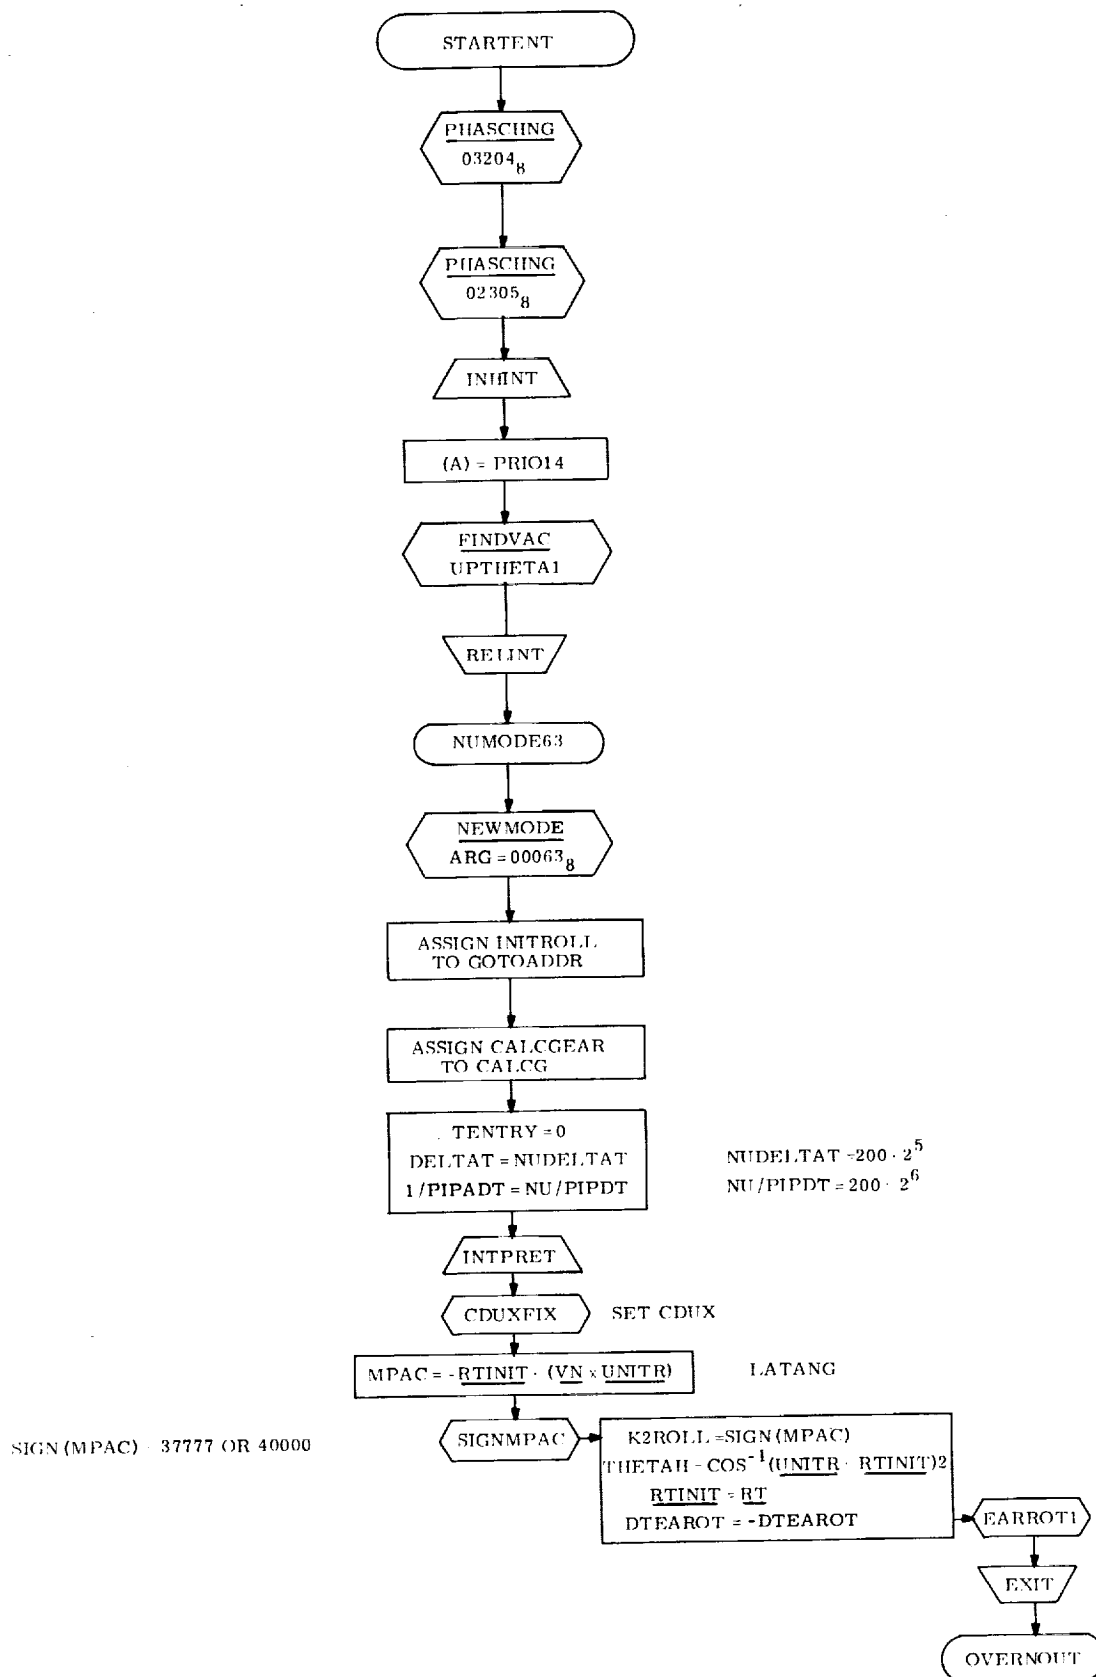 STARTENT
PHASCHNG
03204₈
PHASCHNG
02305₈
INHINT
(A) = PRIO14
FINDVAC
UPTHETA1
RELINT
NUMODE63
NEWMODE
ARG = 00063₈
ASSIGN INITROLL
TO GOTOADDR
ASSIGN CALCGEAR
TO CALCG
TENTRY = 0
DELTAT = NUDELTAT
1/PIPADT = NU/PIPDT
NUDELTAT = 200 · 2⁵
NU/PIPDT = 200 · 2⁶
INTPRET
CDUXFIX
SET CDUX
MPAC = -RTINIT · (VN × UNITR)
LATANG
SIGN (MPAC) 37777 OR 40000
SIGNMPAC
K2ROLL = SIGN (MPAC)
THETAH - COS⁻¹ (UNITR · RTINIT)2
RTINIT = RT
DTEAROT = -DTEAROT
EARROT1
EXIT
OVERNOUT